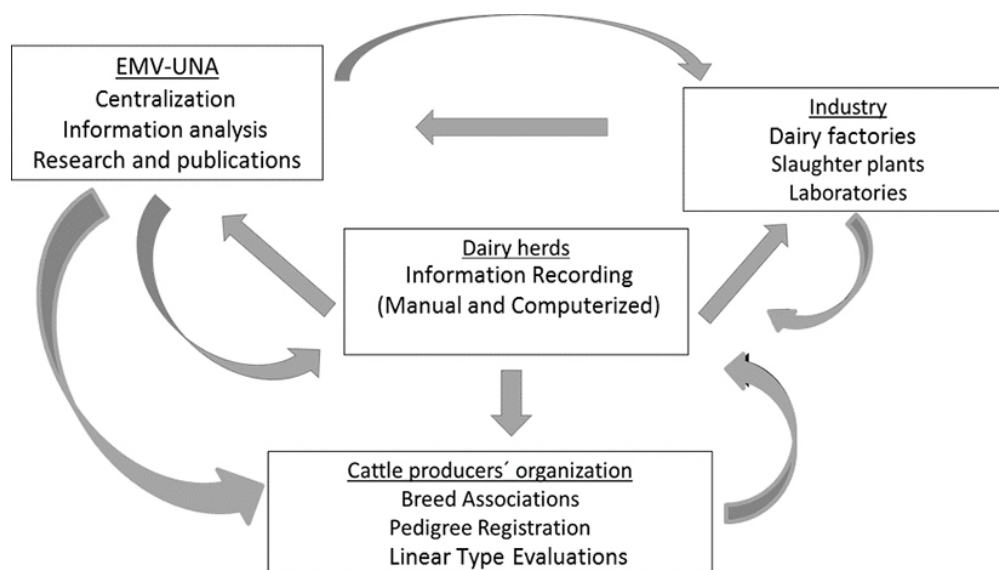 EMV-UNA
Centralization
Information analysis
Research and publications
Industry
Dairy factories
Slaughter plants
Laboratories
Dairy herds
Information Recording
(Manual and Computerized)
Cattle producers´ organization
Breed Associations
Pedigree Registration
Linear Type Evaluations